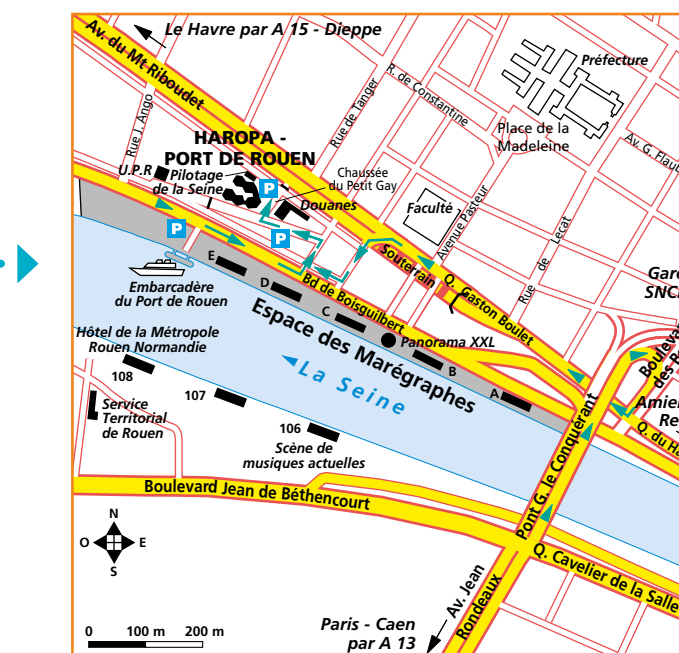 Le Havre par A 15 - Dieppe
Av. du Mt Riboudet
Préfecture
R. de Constantine
Rue J. Ango
Rue de Tanger
Place de la
Madeleine
HAROPA -
PORT DE ROUEN
Av. G. Flaub
U.P.R
Pilotage
de la Seine
P
Chaussée
du Petit Gay
Douanes
Faculté
Avenue Pasteur
Rue de Lecat
P
P
Souterrain
Q. Gaston Boulet
E
D
C
B
A
Bd de Boisguilbert
Embarcadère
du Port de Rouen
Espace des Marégraphes
Panorama XXL
Gare
SNC
Boulevar
des B
Hôtel de la Métropole
Rouen Normandie
La Seine
108
107
106
Service
Territorial
de Rouen
Scène de
musiques actuelles
Amie
Re
Q. du Ha
Pont G. le Conquérant
Boulevard Jean de Béthencourt
Q. Cavelier de la Salle
N
O
E
S
Av. Jean
Rondeaux
Paris - Caen
par A 13
0 100 m 200 m